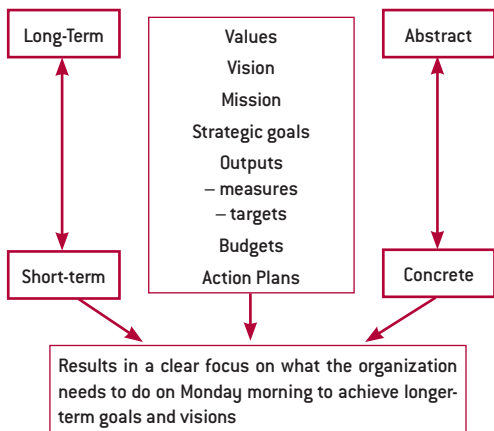 Long-Term
Values
Abstract
Vision
Mission
Strategic goals
Outputs
– measures
– targets
Budgets
Short-term
Action Plans
Concrete
Results in a clear focus on what the organization
needs to do on Monday morning to achieve longer-
term goals and visions